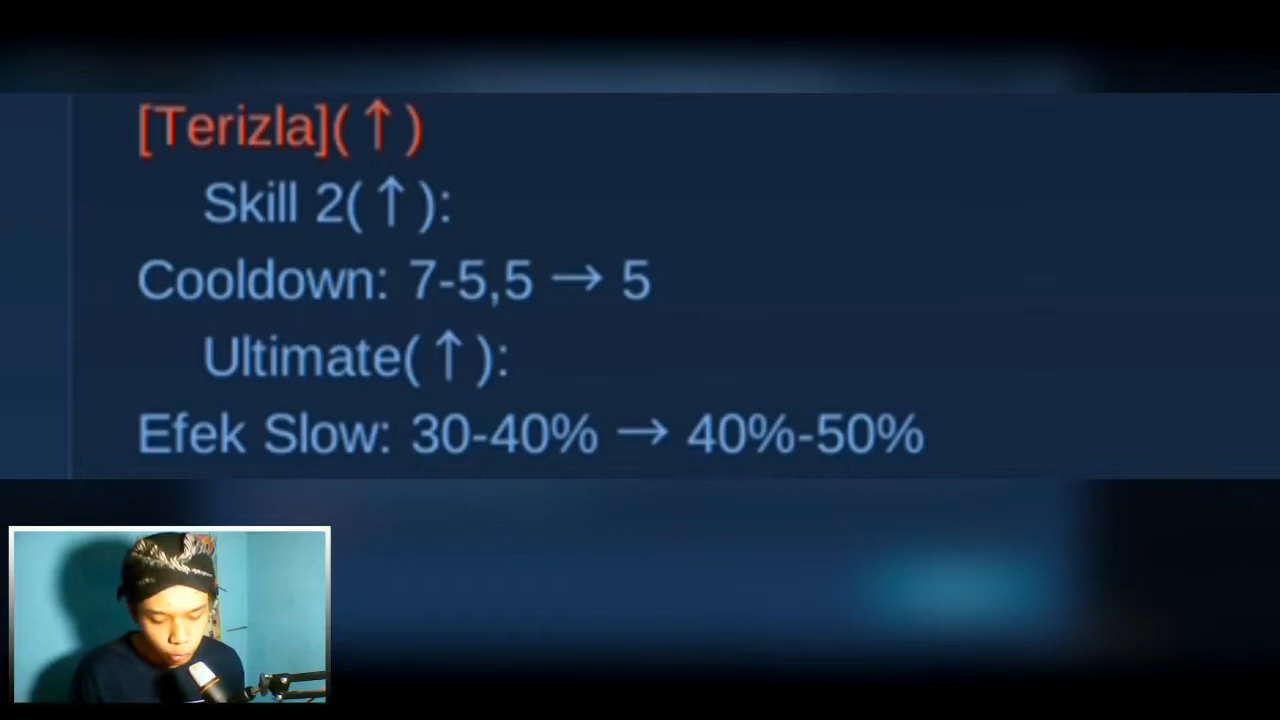 [Terizla](↑)
Skill 2(↑):
Cooldown: 7-5,5 → 5
Ultimate(↑):
Efek Slow: 30-40% → 40%-50%